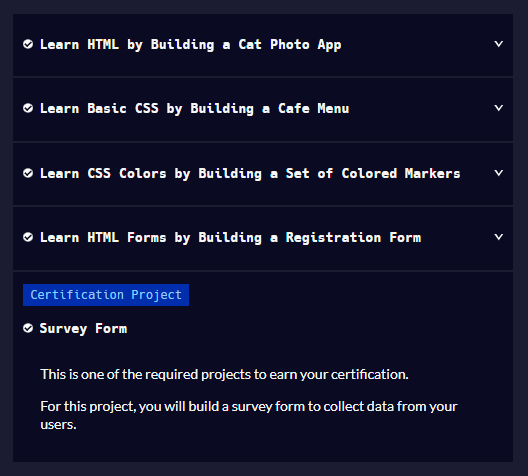 Learn HTML by Building a Cat Photo App
Learn Basic CSS by Building a Cafe Menu
Learn CSS Colors by Building a Set of Colored Markers
Learn HTML Forms by Building a Registration Form
Certification Project
Survey Form
This is one of the required projects to earn your certification.
For this project, you will build a survey form to collect data from your
users.